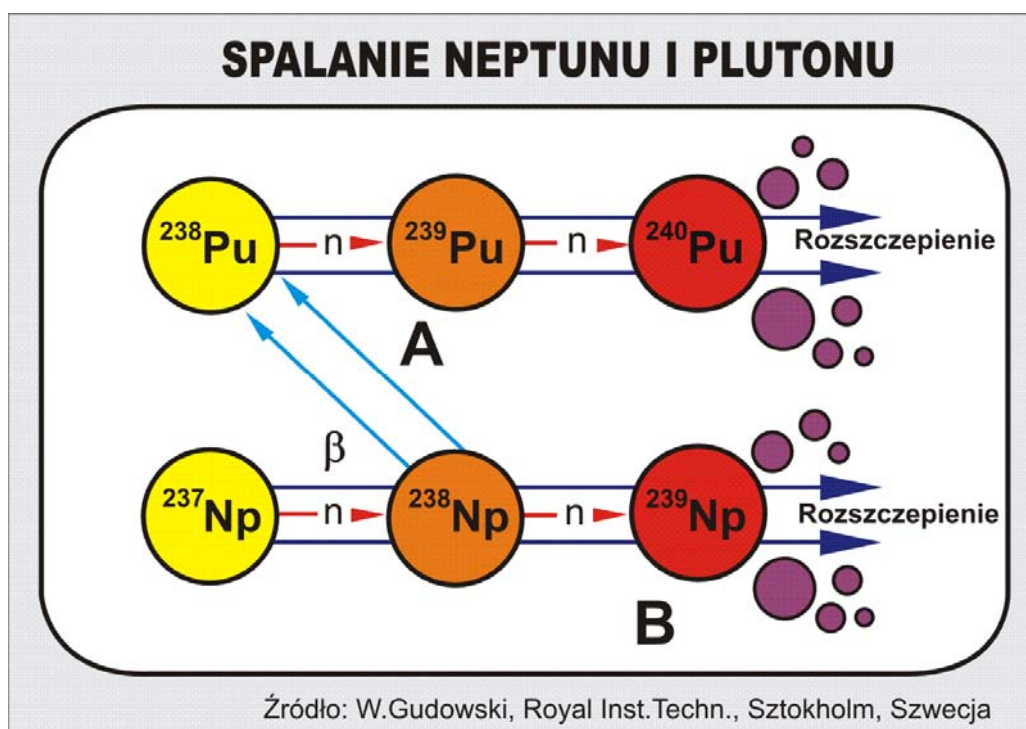 SPALANIE NEPTUNU I PLUTONU
²³⁸Pu n ²³⁹Pu n ²⁴⁰Pu Rozszczepienie
A
β
²³⁷Np n ²³⁸Np n ²³⁹Np Rozszczepienie
B
Źródło: W.Gudowski, Royal Inst.Techn., Sztokholm, Szwecja